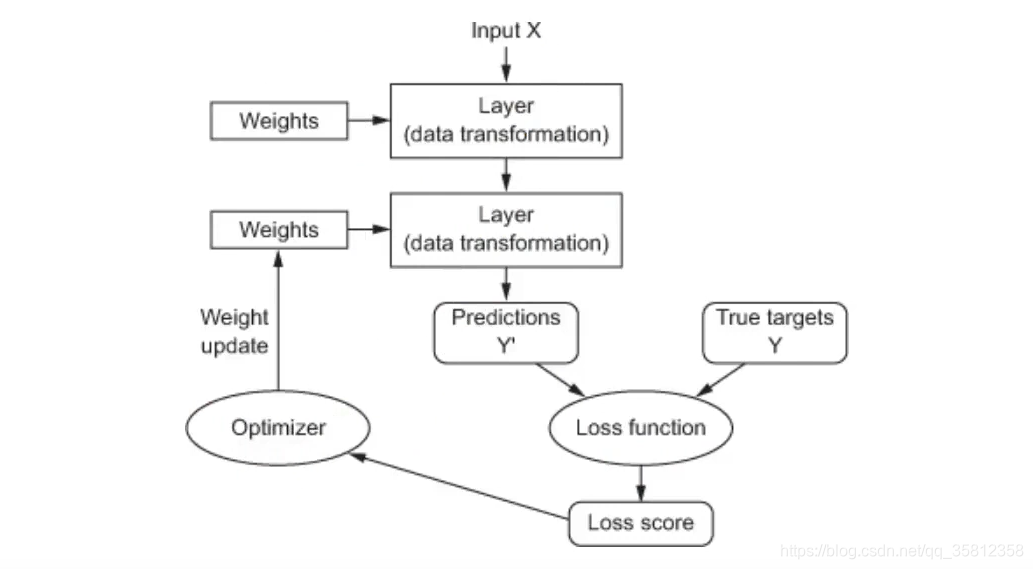 Input X
Weights
Layer
(data transformation)
Weights
Layer
(data transformation)
Weight
update
Predictions
Y'
True targets
Y
Optimizer
Loss function
Loss score
https://blog.csdn.net/qq_35812358